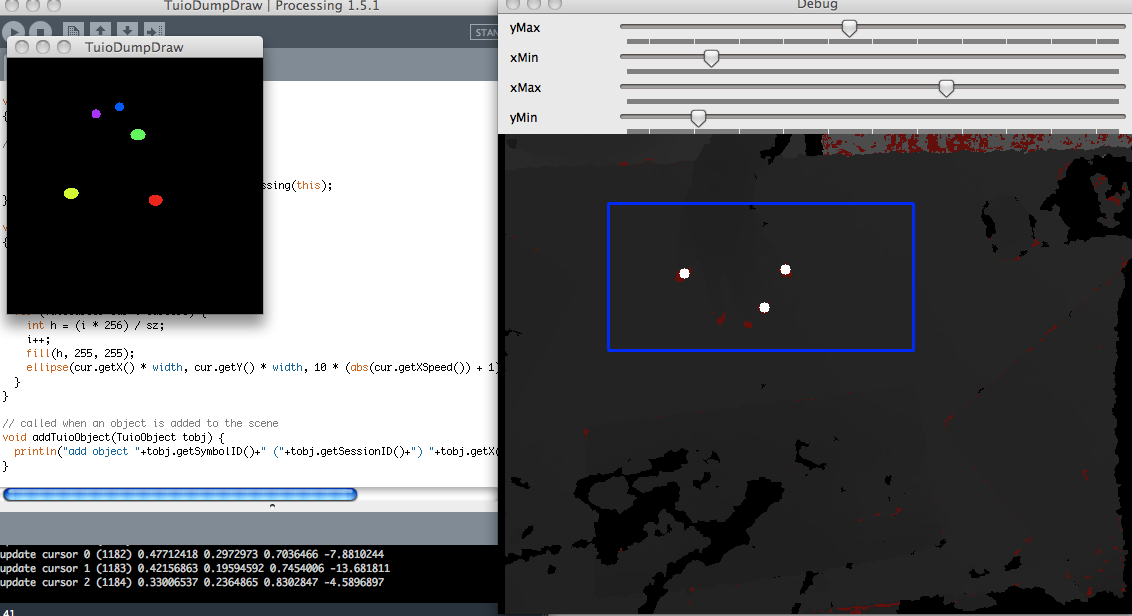 TuioDumpDraw | Processing 1.5.1
Debug
STAN
TuioDumpDraw
yMax
xMin
xMax
yMin
v
{
/
ssing(this);
}
v
{
int h = (i * 256) / sz;
i++;
fill(h, 255, 255);
ellipse(cur.getX() * width, cur.getY() * width, 10 * (abs(cur.getXSpeed()) + 1)
}
}
// called when an object is added to the scene
void addTuioObject(TuioObject tobj) {
println("add object "+tobj.getSymbolID()+" ("+tobj.getSessionID()+") "+tobj.getX(
}
update cursor 0 (1182) 0.47712418 0.2972973 0.7036466 -7.8810244
update cursor 1 (1183) 0.42156863 0.19594592 0.7454006 -13.681811
update cursor 2 (1184) 0.33006537 0.2364865 0.8302847 -4.5896897
41